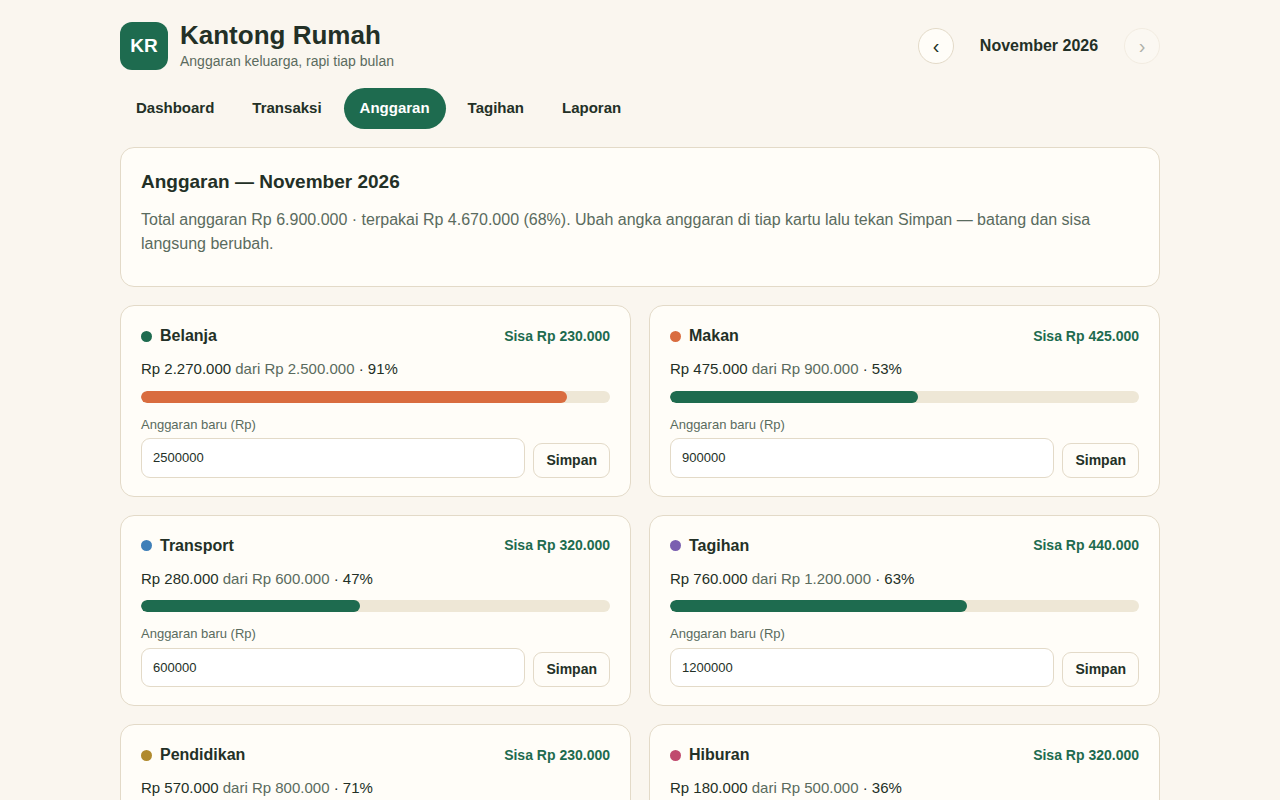 KR
Kantong Rumah
Anggaran keluarga, rapi tiap bulan
‹ November 2026 ›
Dashboard Transaksi Anggaran Tagihan Laporan
Anggaran — November 2026
Total anggaran Rp 6.900.000 · terpakai Rp 4.670.000 (68%). Ubah angka anggaran di tiap kartu lalu tekan Simpan — batang dan sisa
langsung berubah.
Belanja Sisa Rp 230.000
Rp 2.270.000 dari Rp 2.500.000 · 91%
Anggaran baru (Rp)
2500000 Simpan
Makan Sisa Rp 425.000
Rp 475.000 dari Rp 900.000 · 53%
Anggaran baru (Rp)
900000 Simpan
Transport Sisa Rp 320.000
Rp 280.000 dari Rp 600.000 · 47%
Anggaran baru (Rp)
600000 Simpan
Tagihan Sisa Rp 440.000
Rp 760.000 dari Rp 1.200.000 · 63%
Anggaran baru (Rp)
1200000 Simpan
Pendidikan Sisa Rp 230.000
Rp 570.000 dari Rp 800.000 · 71%
Hiburan Sisa Rp 320.000
Rp 180.000 dari Rp 500.000 · 36%